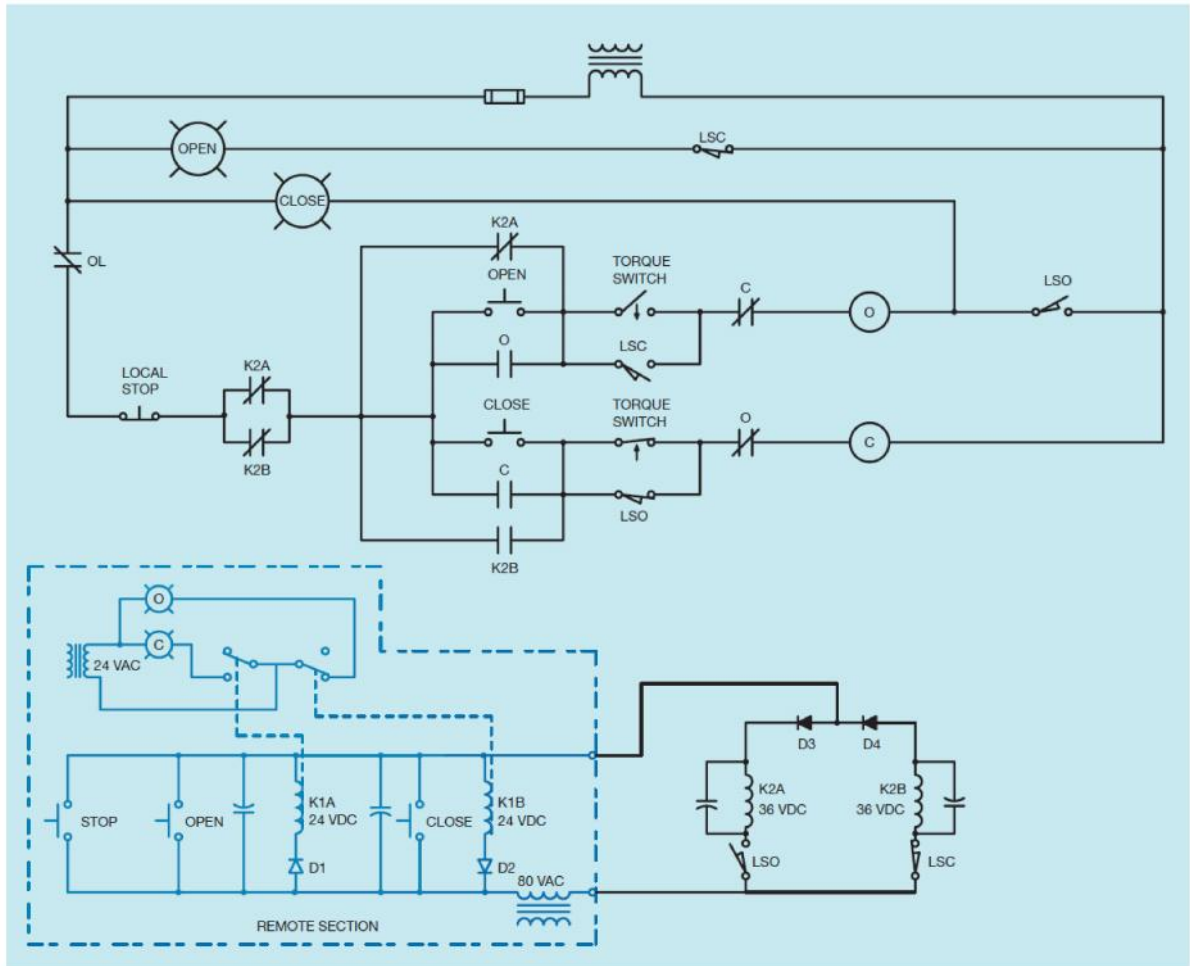 LSC
OPEN
CLOSE
K2A
OL
OPEN
TORQUE
SWITCH
C
O
LSO
O
LSC
LOCAL
STOP
K2A
K2B
CLOSE
TORQUE
SWITCH
O
C
C
LSO
K2B
O
C
24 VAC
STOP
OPEN
K1A
24 VDC
D1
CLOSE
K1B
24 VDC
D2
80 VAC
REMOTE SECTION
D3
D4
K2A
36 VDC
K2B
36 VDC
LSO
LSC